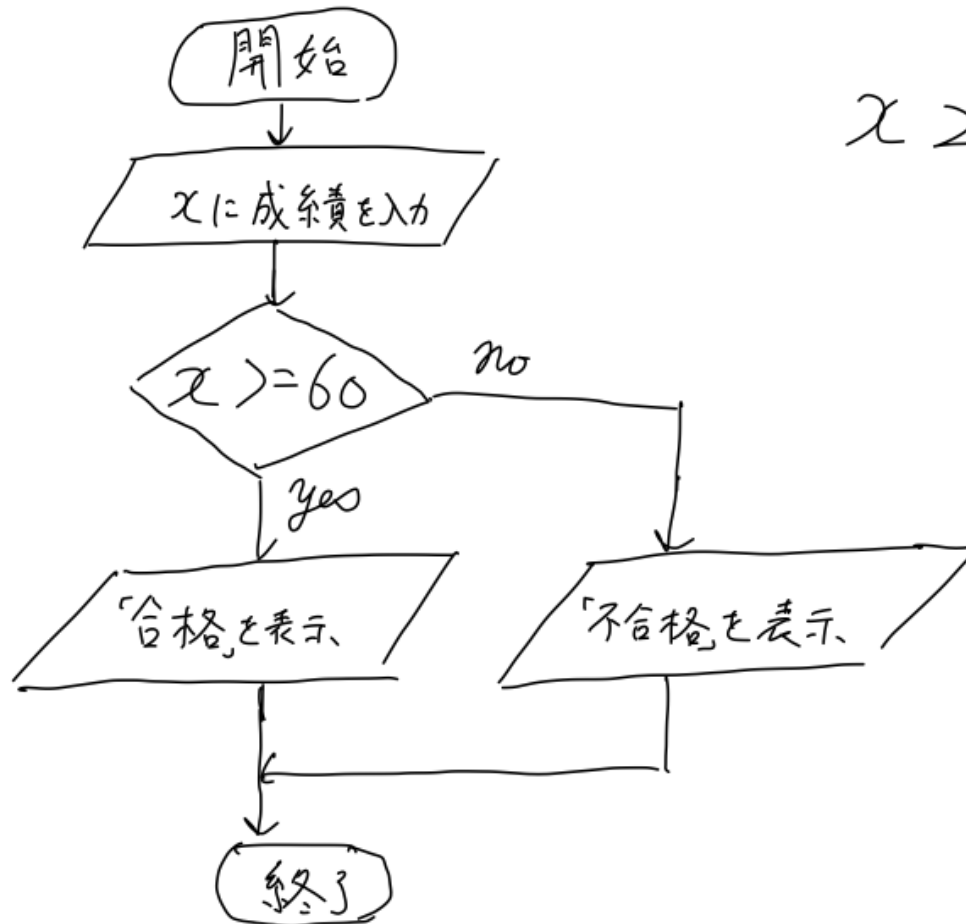 開始
xに成績を入力
x>=60
no
yes
「合格」を表示
「不合格」を表示
終了
x